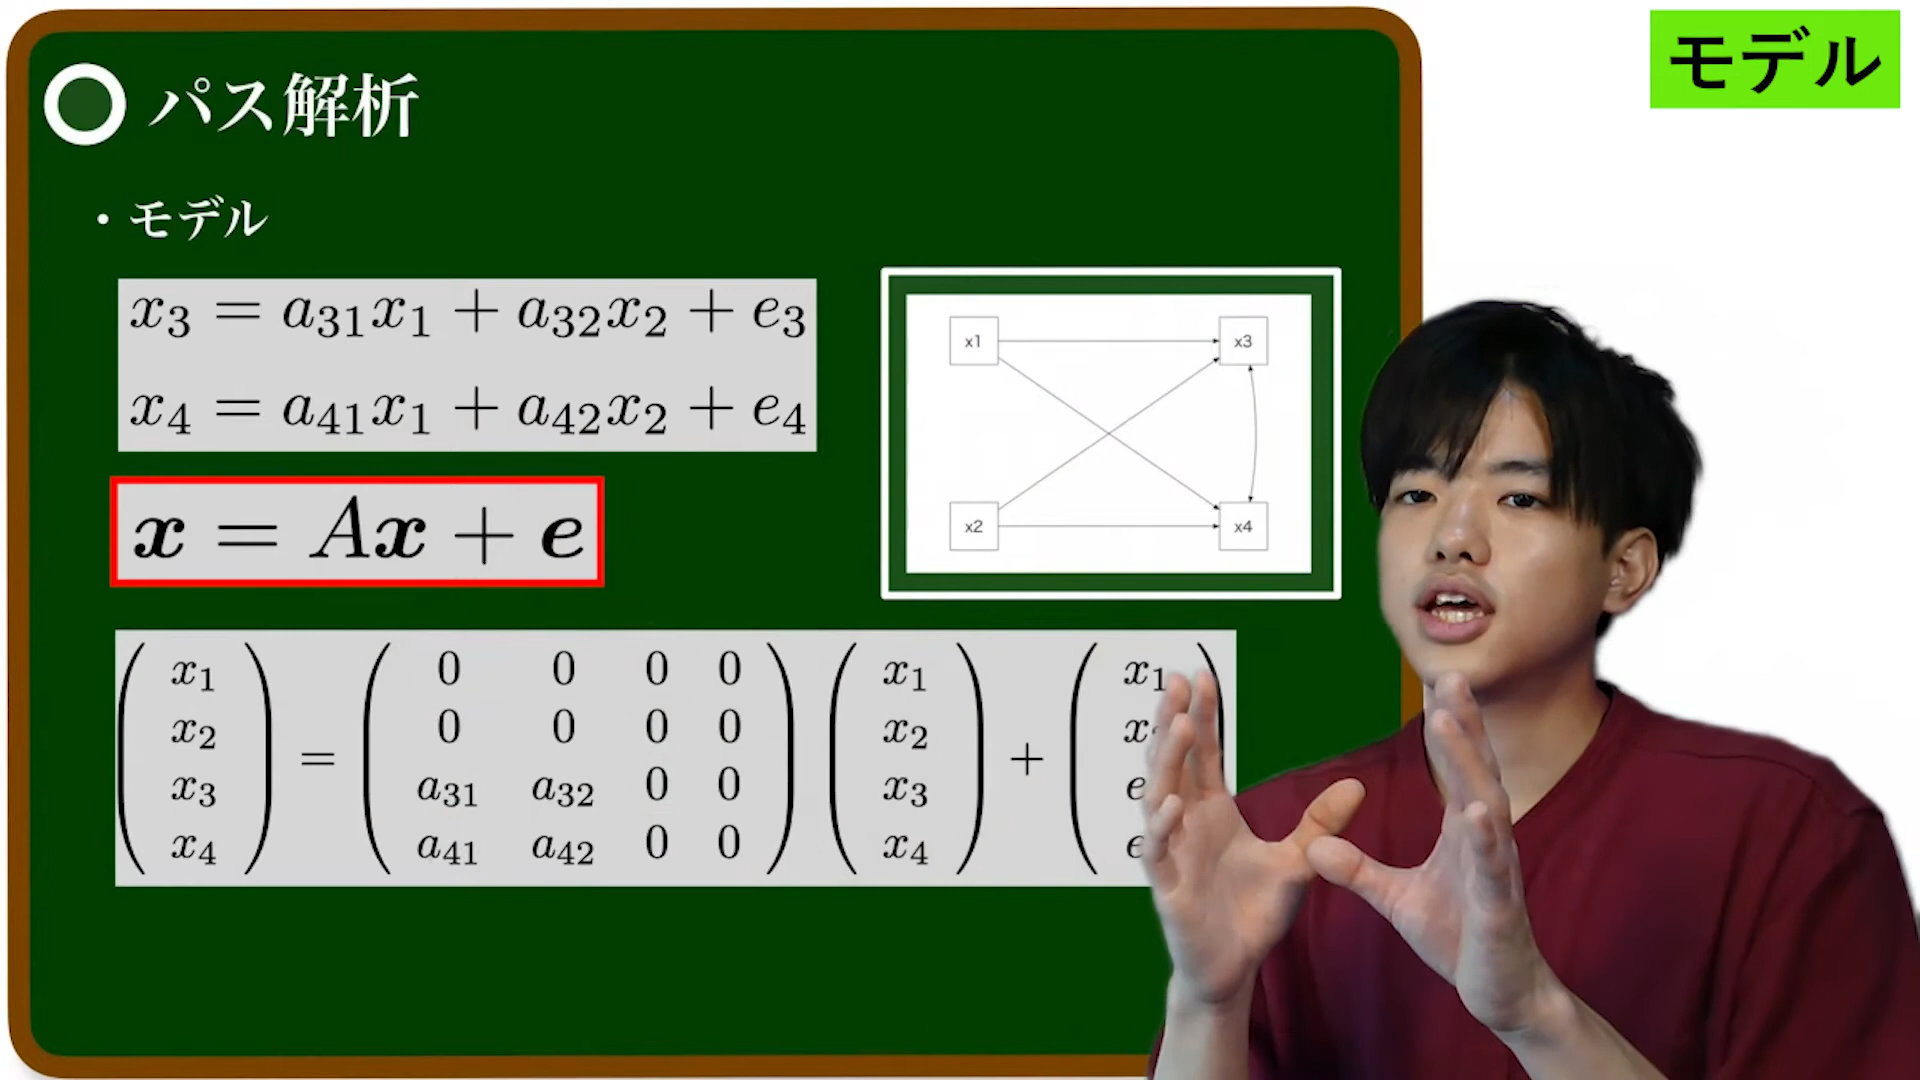 パス解析
モデル
・モデル
x₃ = a₃₁x₁ + a₃₂x₂ + e₃
x₄ = a₄₁x₁ + a₄₂x₂ + e₄
x = Ax + e
x1 x3
x2 x4
x₁ = 0 0 0 0 x₁ + x₁
x₂ 0 0 0 0 x₂ x
x₃ a₃₁ a₃₂ 0 0 x₃ e
x₄ a₄₁ a₄₂ 0 0 x₄ e